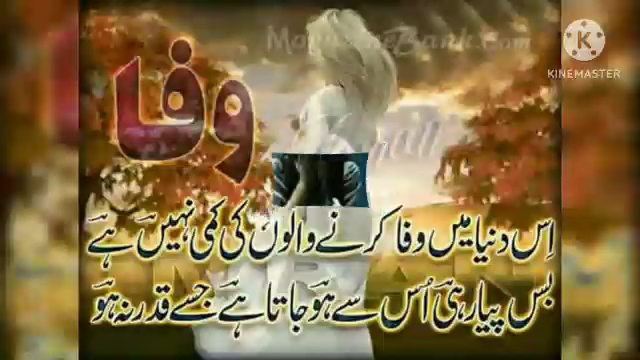 KINEMASTER
وفا
اِس دنیا میں وفا کرنے والوں کی کمی نہیں ہے
بس پیار ہی اُس سے ہو جاتا ہے جسے قدر نہ ہو